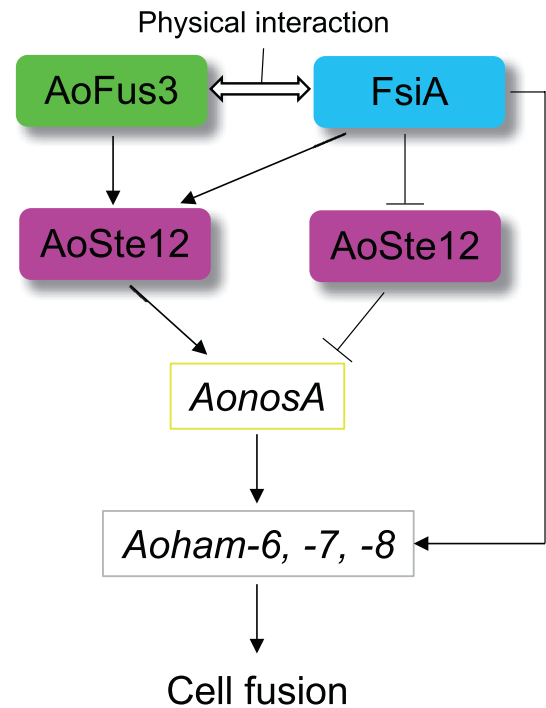 Physical interaction
AoFus3
FsiA
AoSte12
AoSte12
AonosA
Aoham-6, -7, -8
Cell fusion